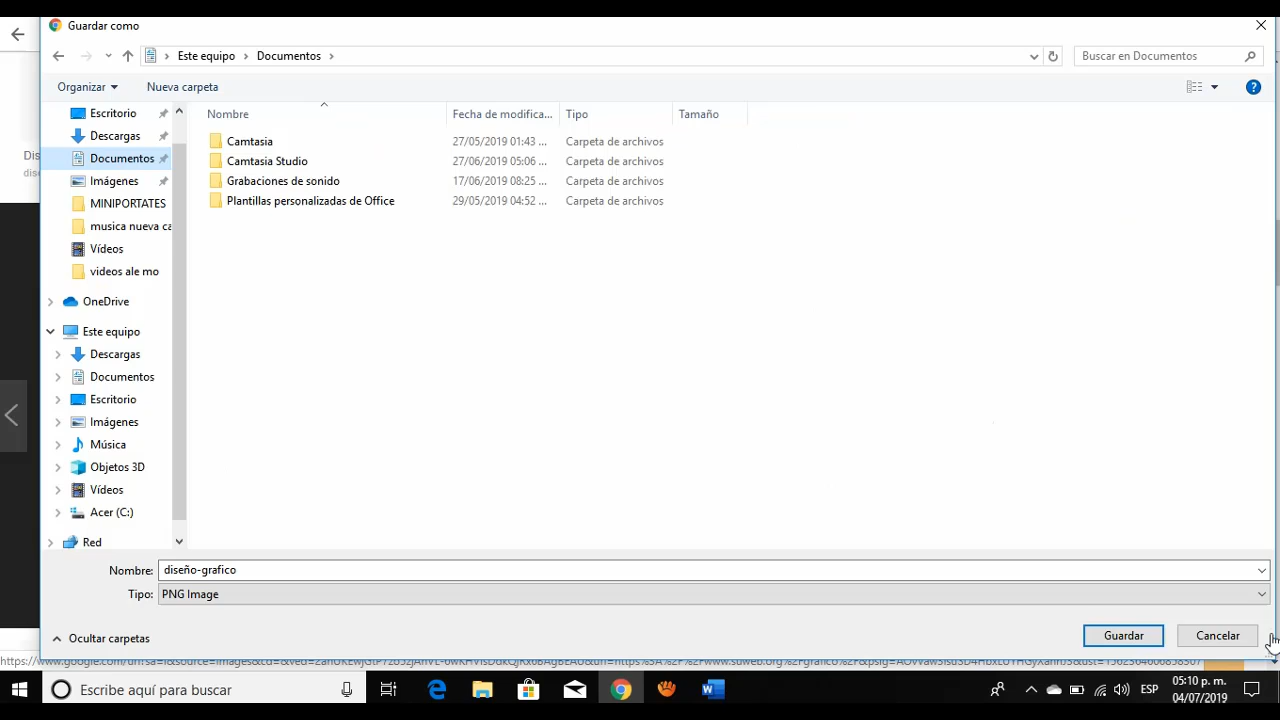 Guardar como
Este equipo
Documentos
Buscar en Documentos
Organizar
Nueva carpeta
Escritorio
Descargas
Documentos
Imágenes
MINIPORTATES
musica nueva ca
Vídeos
videos ale mo
OneDrive
Este equipo
Descargas
Documentos
Escritorio
Imágenes
Música
Objetos 3D
Vídeos
Acer (C:)
Red
Nombre Fecha de modifica... Tipo Tamaño
Camtasia 27/05/2019 01:43 ... Carpeta de archivos
Camtasia Studio 27/06/2019 05:06 ... Carpeta de archivos
Grabaciones de sonido 17/06/2019 08:25 ... Carpeta de archivos
Plantillas personalizadas de Office 29/05/2019 04:52 ... Carpeta de archivos
Nombre: diseño-grafico
Tipo: PNG Image
Ocultar carpetas
Guardar
Cancelar
Dis
dise
Escribe aquí para buscar
ESP
05:10 p. m.
04/07/2019